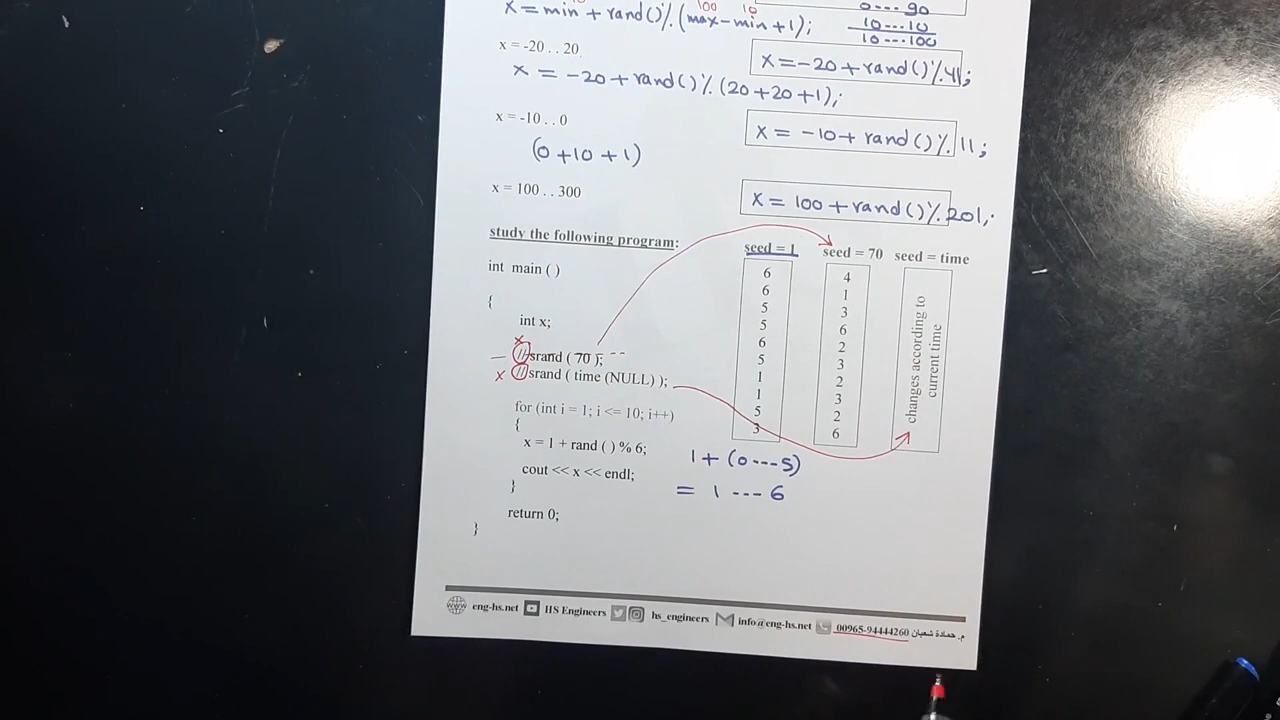 100 10
x = min + rand()%(max-min+1);
0---90
10---10
10---100
x = -20 . . 20
x = -20+rand()%41;
x = -20+rand()%(20+20+1);
x = -10 . . 0
x = -10+ rand()%11;
(0+10+1)
x = 100 . . 300
x = 100+rand()%201;
study the following program:
seed = 1 seed = 70 seed = time
int main ( )
{
int x;
x
//srand ( 70 );
x //srand ( time (NULL) );
for (int i = 1; i <= 10; i++)
{
x = 1 + rand ( ) % 6;
cout << x << endl;
}
return 0;
}
6
6
5
5
6
5
1
1
5
3
4
1
3
6
2
3
2
3
2
6
changes according to
current time
1+(0---5)
= 1 --- 6
www eng-hs.net HS Engineers hs_engineers info@eng-hs.net 00965-94444260 م. حمادة شعبان